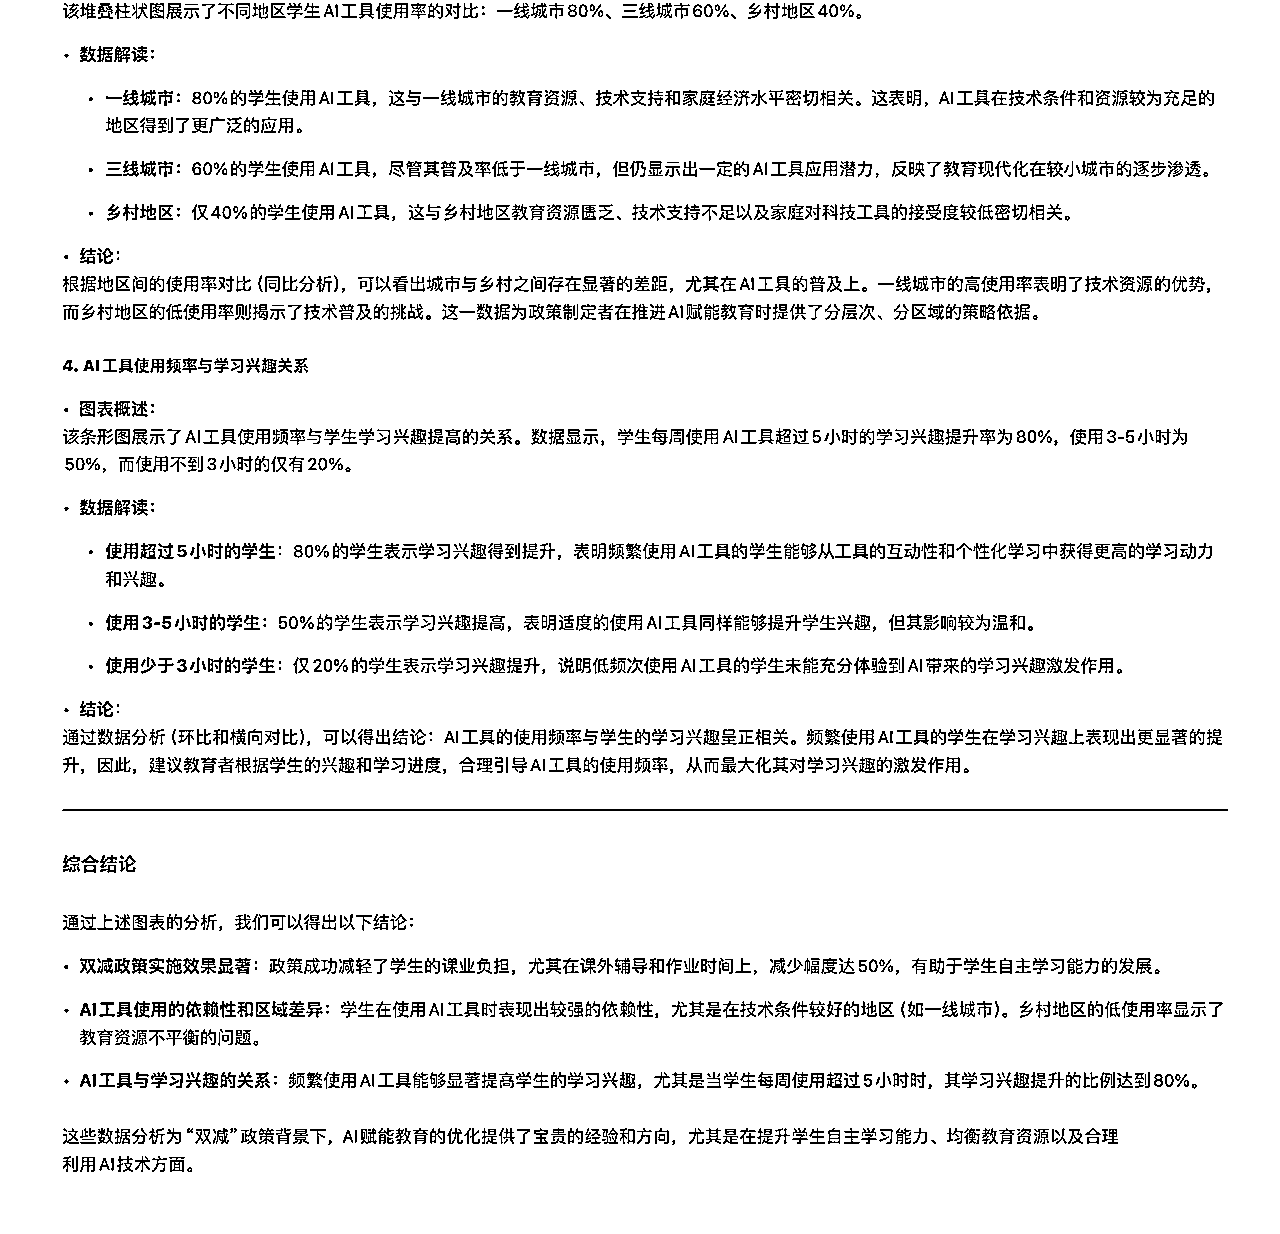 该堆叠柱状图展示了不同地区学生AI工具使用率的对比：一线城市80%、三线城市60%、乡村地区40%。
• 数据解读：
• 一线城市：80%的学生使用AI工具，这与一线城市的教育资源、技术支持和家庭经济水平密切相关。这表明，AI工具在技术条件和资源较为充足的
地区得到了更广泛的应用。
• 三线城市：60%的学生使用AI工具，尽管其普及率低于一线城市，但仍显示出一定的AI工具应用潜力，反映了教育现代化在较小城市的逐步渗透。
• 乡村地区：仅40%的学生使用AI工具，这与乡村地区教育资源匮乏、技术支持不足以及家庭对科技工具的接受度较低密切相关。
• 结论：
根据地区间的使用率对比（同比分析），可以看出城市与乡村之间存在显著的差距，尤其在AI工具的普及上。一线城市的高使用率表明了技术资源的优势，
而乡村地区的低使用率则揭示了技术普及的挑战。这一数据为政策制定者在推进AI赋能教育时提供了分层次、分区域的策略依据。
4. AI工具使用频率与学习兴趣关系
• 图表概述：
该条形图展示了AI工具使用频率与学生学习兴趣提高的关系。数据显示，学生每周使用AI工具超过5小时的学习兴趣提升率为80%，使用3-5小时为
50%，而使用不到3小时的仅有20%。
• 数据解读：
• 使用超过5小时的学生：80%的学生表示学习兴趣得到提升，表明频繁使用AI工具的学生能够从工具的互动性和个性化学习中获得更高的学习动力
和兴趣。
• 使用3-5小时的学生：50%的学生表示学习兴趣提高，表明适度的使用AI工具同样能够提升学生兴趣，但其影响较为温和。
• 使用少于3小时的学生：仅20%的学生表示学习兴趣提升，说明低频次使用AI工具的学生未能充分体验到AI带来的学习兴趣激发作用。
• 结论：
通过数据分析（环比和横向对比），可以得出结论：AI工具的使用频率与学生的学习兴趣呈正相关。频繁使用AI工具的学生在学习兴趣上表现出更显著的提
升，因此，建议教育者根据学生的兴趣和学习进度，合理引导AI工具的使用频率，从而最大化其对学习兴趣的激发作用。
综合结论
通过上述图表的分析，我们可以得出以下结论：
• 双减政策实施效果显著：政策成功减轻了学生的课业负担，尤其在课外辅导和作业时间上，减少幅度达50%，有助于学生自主学习能力的发展。
• AI工具使用的依赖性和区域差异：学生在使用AI工具时表现出较强的依赖性，尤其是在技术条件较好的地区（如一线城市）。乡村地区的低使用率显示了
教育资源不平衡的问题。
• AI工具与学习兴趣的关系：频繁使用AI工具能够显著提高学生的学习兴趣，尤其是当学生每周使用超过5小时时，其学习兴趣提升的比例达到80%。
这些数据分析为“双减”政策背景下，AI赋能教育的优化提供了宝贵的经验和方向，尤其是在提升学生自主学习能力、均衡教育资源以及合理
利用AI技术方面。